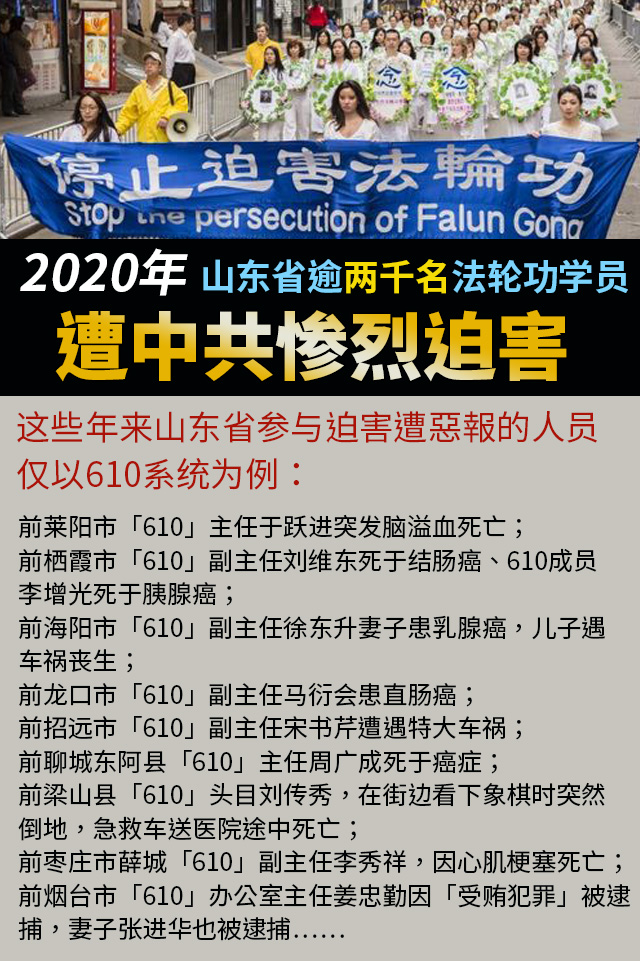 停止迫害法輪功
Stop the persecution of Falun Gong
2020年 山东省逾两千名法轮功学员
遭中共惨烈迫害
这些年来山东省参与迫害遭惡報的人员
仅以610系统为例：
前莱阳市「610」主任于跃进突发脑溢血死亡；
前栖霞市「610」副主任刘维东死于结肠癌、610成员
李增光死于胰腺癌；
前海阳市「610」副主任徐东升妻子患乳腺癌，儿子遇
车祸丧生；
前龙口市「610」副主任马衍会患直肠癌；
前招远市「610」副主任宋书芹遭遇特大车祸；
前聊城东阿县「610」主任周广成死于癌症；
前梁山县「610」头目刘传秀，在街边看下象棋时突然
倒地，急救车送医院途中死亡；
前枣庄市薛城「610」副主任李秀祥，因心肌梗塞死亡；
前烟台市「610」办公室主任姜忠勤因「受贿犯罪」被逮
捕，妻子张进华也被逮捕……